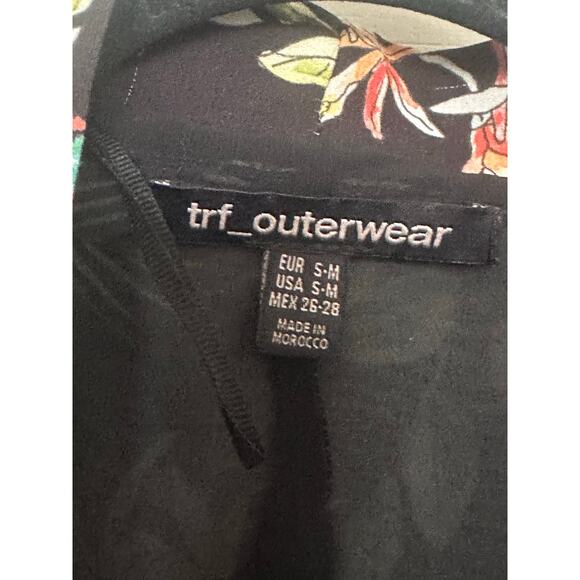 trf_outerwear
EUR S-M
USA S-M
MEX 26-28
MADE IN
MOROCCO